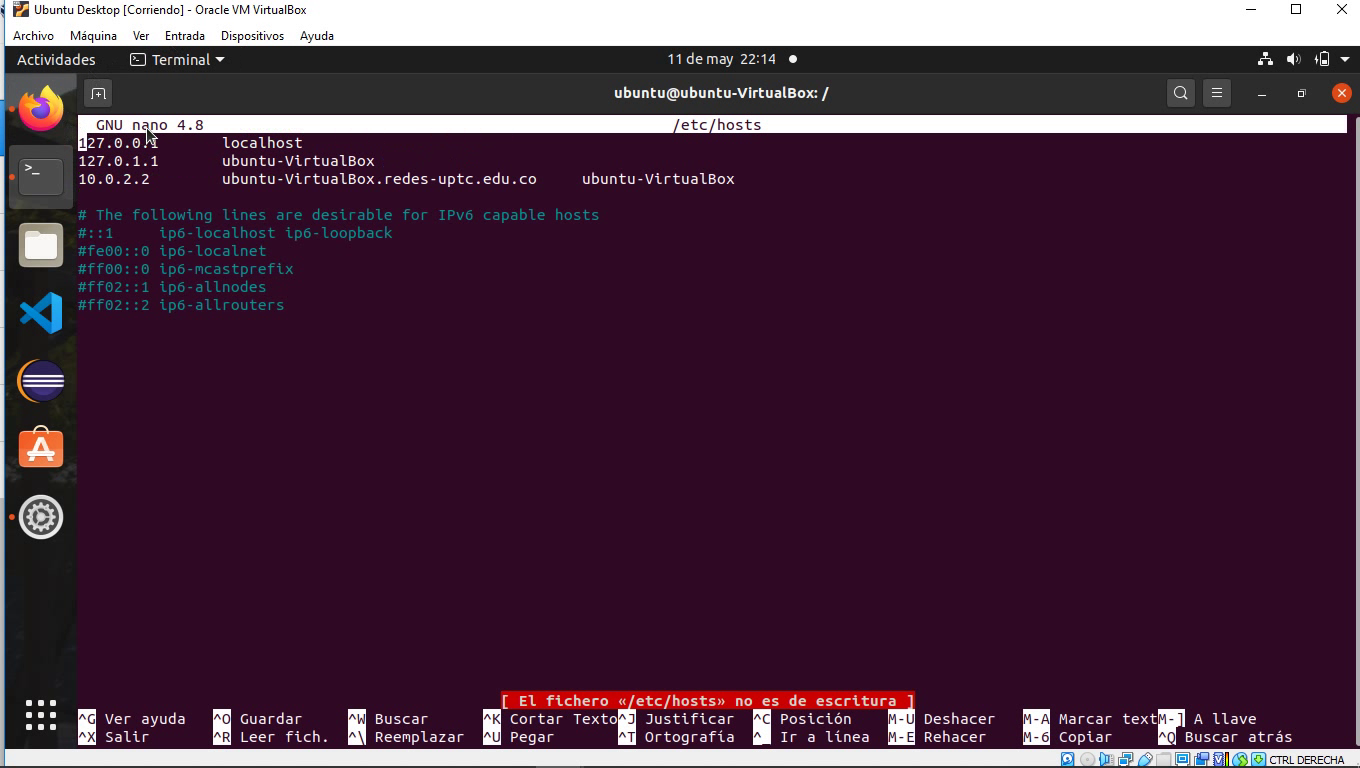 Ubuntu Desktop [Corriendo] - Oracle VM VirtualBox
Archivo Máquina Ver Entrada Dispositivos Ayuda
Actividades Terminal 11 de may 22:14
ubuntu@ubuntu-VirtualBox: /
GNU nano 4.8 /etc/hosts
127.0.0.1 localhost
127.0.1.1 ubuntu-VirtualBox
10.0.2.2 ubuntu-VirtualBox.redes-uptc.edu.co ubuntu-VirtualBox
# The following lines are desirable for IPv6 capable hosts
#::1 ip6-localhost ip6-loopback
#fe00::0 ip6-localnet
#ff00::0 ip6-mcastprefix
#ff02::1 ip6-allnodes
#ff02::2 ip6-allrouters
[ El fichero «/etc/hosts» no es de escritura ]
^G Ver ayuda ^O Guardar ^W Buscar ^K Cortar Texto ^J Justificar ^C Posición M-U Deshacer M-A Marcar text M-] A llave
^X Salir ^R Leer fich. ^\ Reemplazar ^U Pegar ^T Ortografía ^_ Ir a línea M-E Rehacer M-6 Copiar ^Q Buscar atrás
CTRL DERECHA